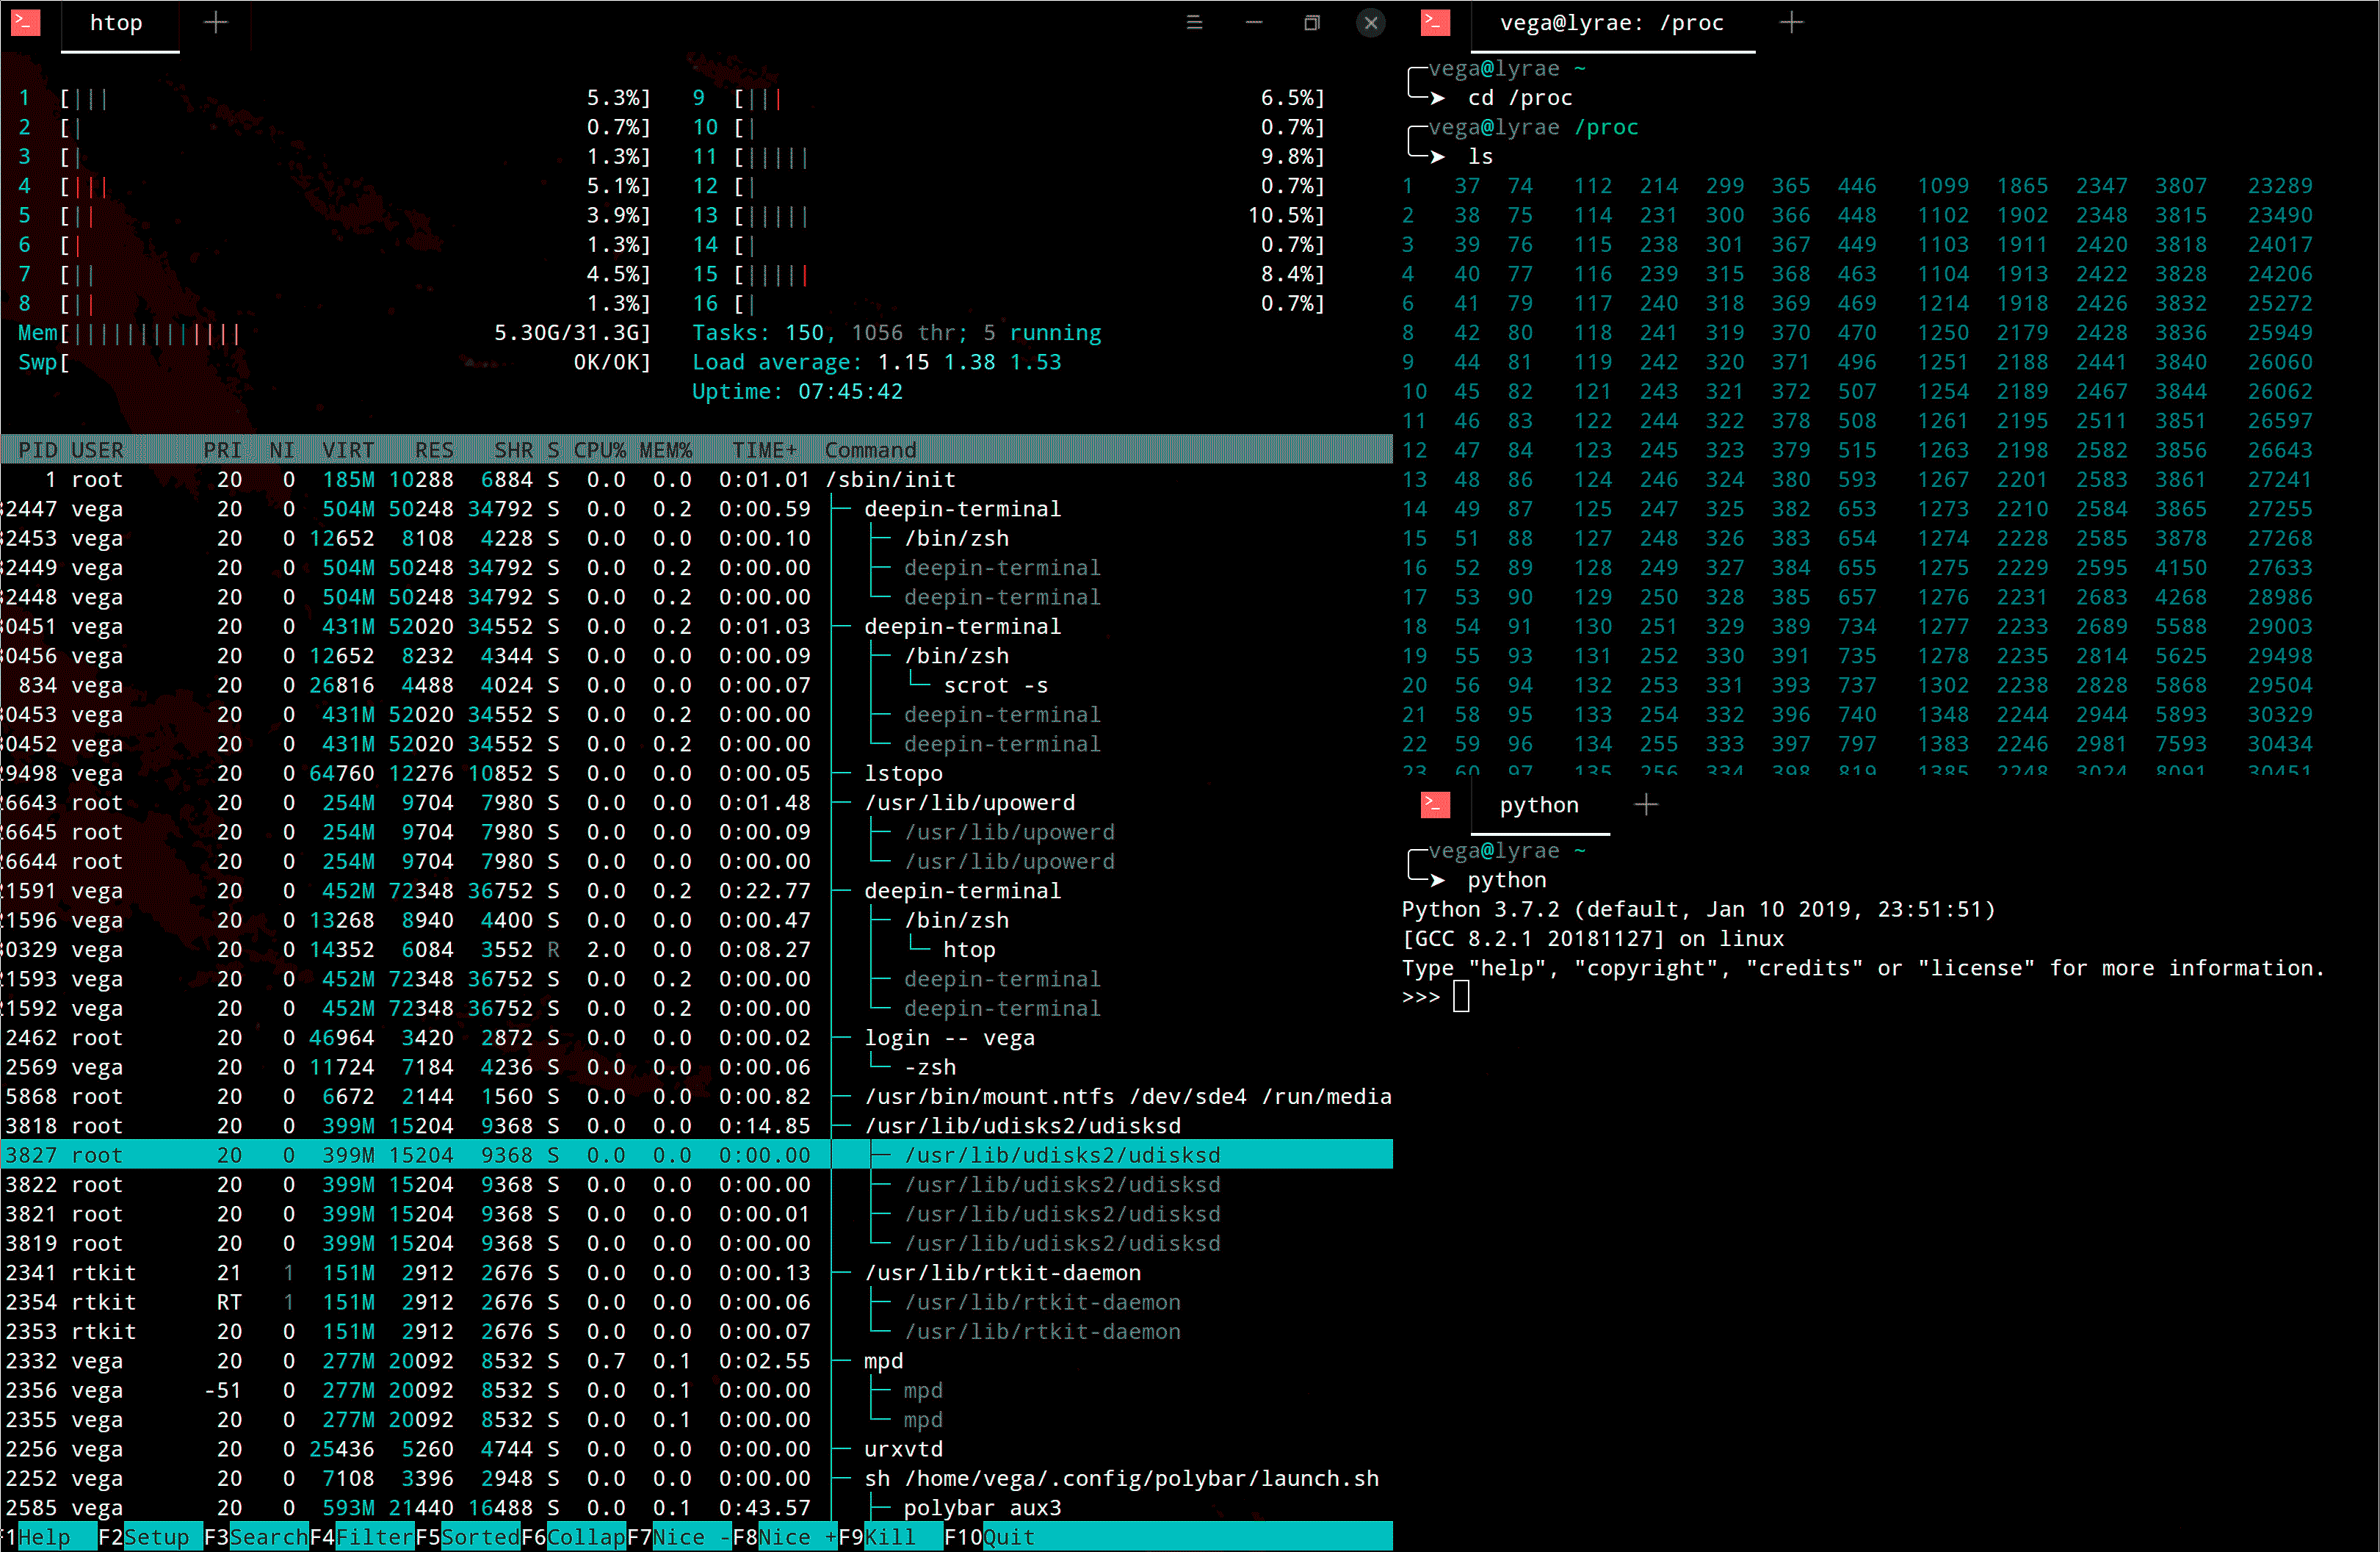 htop
1 [||| 5.3%] 9 [||| 6.5%]
2 [| 0.7%] 10 [| 0.7%]
3 [| 1.3%] 11 [||||| 9.8%]
4 [||| 5.1%] 12 [| 0.7%]
5 [|| 3.9%] 13 [||||| 10.5%]
6 [| 1.3%] 14 [| 0.7%]
7 [|| 4.5%] 15 [||||| 8.4%]
8 [|| 1.3%] 16 [| 0.7%]
Mem[||||||||||||| 5.30G/31.3G] Tasks: 150, 1056 thr; 5 running
Swp[ 0K/0K] Load average: 1.15 1.38 1.53
Uptime: 07:45:42
PID USER PRI NI VIRT RES SHR S CPU% MEM% TIME+ Command
1 root 20 0 185M 10288 6884 S 0.0 0.0 0:01.01 /sbin/init
2447 vega 20 0 504M 50248 34792 S 0.0 0.2 0:00.59 ├─ deepin-terminal
2453 vega 20 0 12652 8108 4228 S 0.0 0.0 0:00.10 │ ├─ /bin/zsh
2449 vega 20 0 504M 50248 34792 S 0.0 0.2 0:00.00 │ ├─ deepin-terminal
2448 vega 20 0 504M 50248 34792 S 0.0 0.2 0:00.00 │ └─ deepin-terminal
0451 vega 20 0 431M 52020 34552 S 0.0 0.2 0:01.03 ├─ deepin-terminal
0456 vega 20 0 12652 8232 4344 S 0.0 0.0 0:00.09 │ ├─ /bin/zsh
834 vega 20 0 26816 4488 4024 S 0.0 0.0 0:00.07 │ │ └─ scrot -s
0453 vega 20 0 431M 52020 34552 S 0.0 0.2 0:00.00 │ ├─ deepin-terminal
0452 vega 20 0 431M 52020 34552 S 0.0 0.2 0:00.00 │ └─ deepin-terminal
9498 vega 20 0 64760 12276 10852 S 0.0 0.0 0:00.05 ├─ lstopo
6643 root 20 0 254M 9704 7980 S 0.0 0.0 0:01.48 ├─ /usr/lib/upowerd
6645 root 20 0 254M 9704 7980 S 0.0 0.0 0:00.09 │ ├─ /usr/lib/upowerd
6644 root 20 0 254M 9704 7980 S 0.0 0.0 0:00.00 │ └─ /usr/lib/upowerd
1591 vega 20 0 452M 72348 36752 S 0.0 0.2 0:22.77 ├─ deepin-terminal
1596 vega 20 0 13268 8940 4400 S 0.0 0.0 0:00.47 │ ├─ /bin/zsh
0329 vega 20 0 14352 6084 3552 R 2.0 0.0 0:08.27 │ │ └─ htop
1593 vega 20 0 452M 72348 36752 S 0.0 0.2 0:00.00 │ ├─ deepin-terminal
1592 vega 20 0 452M 72348 36752 S 0.0 0.2 0:00.00 │ └─ deepin-terminal
2462 root 20 0 46964 3420 2872 S 0.0 0.0 0:00.02 ├─ login -- vega
2569 vega 20 0 11724 7184 4236 S 0.0 0.0 0:00.06 │ └─ -zsh
5868 root 20 0 6672 2144 1560 S 0.0 0.0 0:00.82 ├─ /usr/bin/mount.ntfs /dev/sde4 /run/media
3818 root 20 0 399M 15204 9368 S 0.0 0.0 0:14.85 ├─ /usr/lib/udisks2/udisksd
3827 root 20 0 399M 15204 9368 S 0.0 0.0 0:00.00 │ ├─ /usr/lib/udisks2/udisksd
3822 root 20 0 399M 15204 9368 S 0.0 0.0 0:00.00 │ ├─ /usr/lib/udisks2/udisksd
3821 root 20 0 399M 15204 9368 S 0.0 0.0 0:00.01 │ ├─ /usr/lib/udisks2/udisksd
3819 root 20 0 399M 15204 9368 S 0.0 0.0 0:00.00 │ └─ /usr/lib/udisks2/udisksd
2341 rtkit 21 1 151M 2912 2676 S 0.0 0.0 0:00.13 ├─ /usr/lib/rtkit-daemon
2354 rtkit RT 1 151M 2912 2676 S 0.0 0.0 0:00.06 │ ├─ /usr/lib/rtkit-daemon
2353 rtkit 20 0 151M 2912 2676 S 0.0 0.0 0:00.07 │ └─ /usr/lib/rtkit-daemon
2332 vega 20 0 277M 20092 8532 S 0.7 0.1 0:02.55 ├─ mpd
2356 vega -51 0 277M 20092 8532 S 0.0 0.1 0:00.00 │ ├─ mpd
2355 vega 20 0 277M 20092 8532 S 0.0 0.1 0:00.00 │ └─ mpd
2256 vega 20 0 25436 5260 4744 S 0.0 0.0 0:00.00 ├─ urxvtd
2252 vega 20 0 7108 3396 2948 S 0.0 0.0 0:00.00 ├─ sh /home/vega/.config/polybar/launch.sh
2585 vega 20 0 593M 21440 16488 S 0.0 0.1 0:43.57 │ ├─ polybar aux3
F1Help F2Setup F3SearchF4FilterF5SortedF6CollapF7Nice -F8Nice +F9Kill F10Quit
vega@lyrae: /proc
vega@lyrae ~
cd /proc
vega@lyrae /proc
ls
1 37 74 112 214 299 365 446 1099 1865 2347 3807 23289
2 38 75 114 231 300 366 448 1102 1902 2348 3815 23490
3 39 76 115 238 301 367 449 1103 1911 2420 3818 24017
4 40 77 116 239 315 368 463 1104 1913 2422 3828 24206
6 41 79 117 240 318 369 469 1214 1918 2426 3832 25272
8 42 80 118 241 319 370 470 1250 2179 2428 3836 25949
9 44 81 119 242 320 371 496 1251 2188 2441 3840 26060
10 45 82 121 243 321 372 507 1254 2189 2467 3844 26062
11 46 83 122 244 322 378 508 1261 2195 2511 3851 26597
12 47 84 123 245 323 379 515 1263 2198 2582 3856 26643
13 48 86 124 246 324 380 593 1267 2201 2583 3861 27241
14 49 87 125 247 325 382 653 1273 2210 2584 3865 27255
15 51 88 127 248 326 383 654 1274 2228 2585 3878 27268
16 52 89 128 249 327 384 655 1275 2229 2595 4150 27633
17 53 90 129 250 328 385 657 1276 2231 2683 4268 28986
18 54 91 130 251 329 389 734 1277 2233 2689 5588 29003
19 55 93 131 252 330 391 735 1278 2235 2814 5625 29498
20 56 94 132 253 331 393 737 1302 2238 2828 5868 29504
21 58 95 133 254 332 396 740 1348 2244 2944 5893 30329
22 59 96 134 255 333 397 797 1383 2246 2981 7593 30434
23 60 97 135 256 334 398 819 1385 2248 3024 8091 30451
python
vega@lyrae ~
python
Python 3.7.2 (default, Jan 10 2019, 23:51:51)
[GCC 8.2.1 20181127] on linux
Type "help", "copyright", "credits" or "license" for more information.
>>>